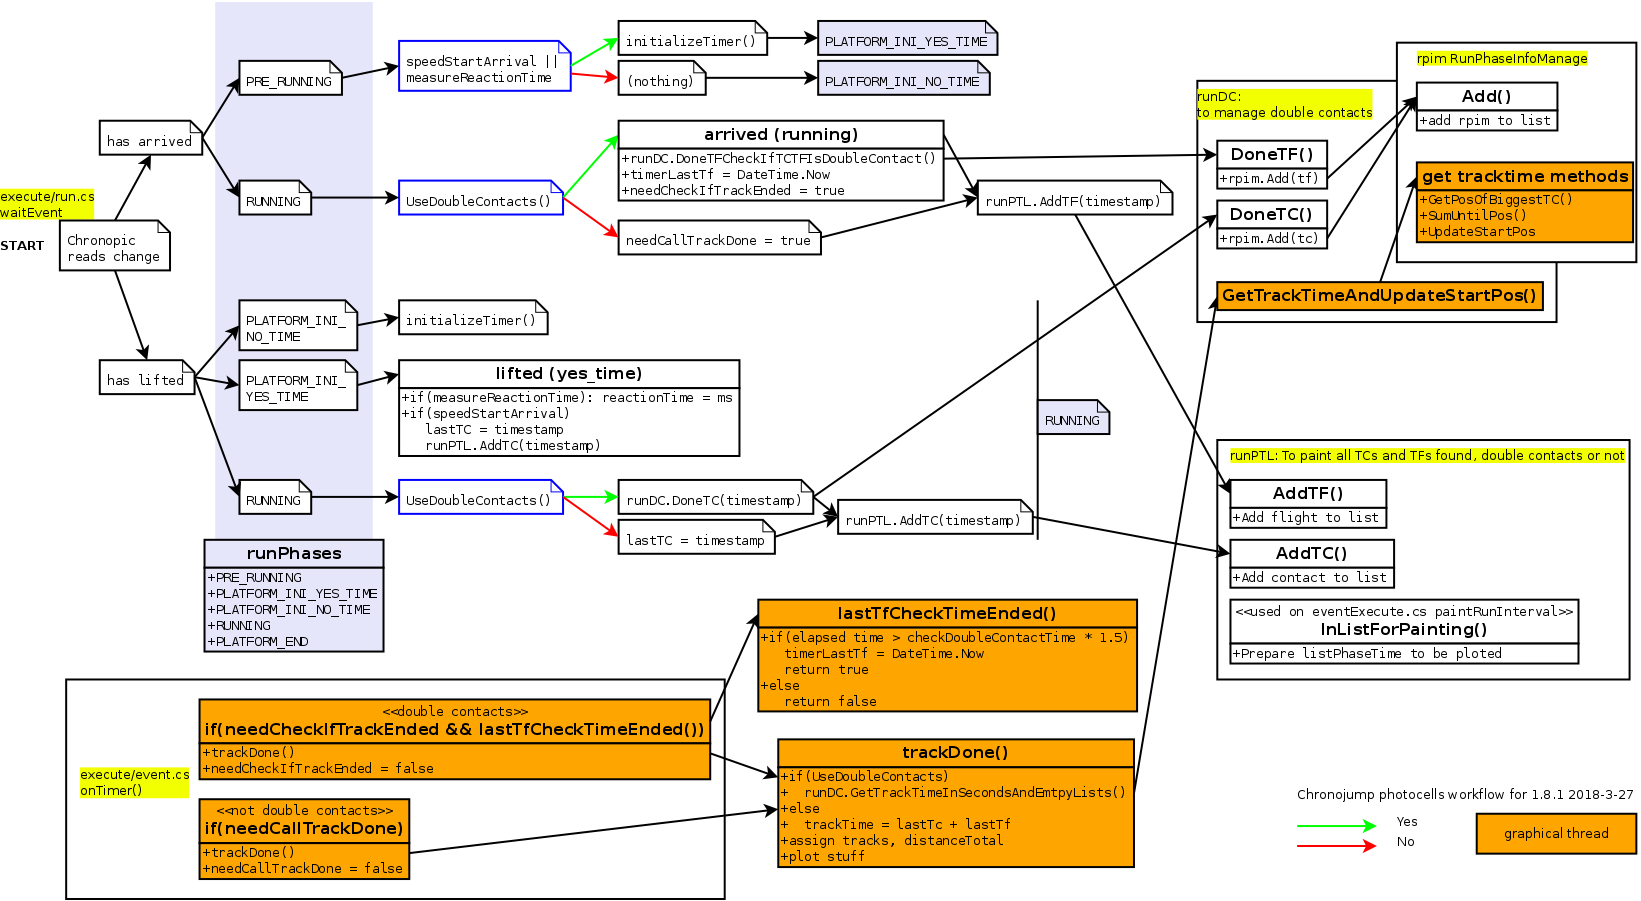 execute/run.cs
waitEvent
START
Chronopic
reads change
has arrived
has lifted
PRE_RUNNING
RUNNING
PLATFORM_INI_
NO_TIME
PLATFORM_INI_
YES_TIME
RUNNING
runPhases
+PRE_RUNNING
+PLATFORM_INI_YES_TIME
+PLATFORM_INI_NO_TIME
+RUNNING
+PLATFORM_END
speedStartArrival ||
measureReactionTime
initializeTimer()
PLATFORM_INI_YES_TIME
(nothing)
PLATFORM_INI_NO_TIME
UseDoubleContacts()
arrived (running)
+runDC.DoneTFCheckIfTCTFIsDoubleContact()
+timerLastTf = DateTime.Now
+needCheckIfTrackEnded = true
needCallTrackDone = true
runPTL.AddTF(timestamp)
initializeTimer()
lifted (yes_time)
+if(measureReactionTime): reactionTime = ms
+if(speedStartArrival)
lastTC = timestamp
runPTL.AddTC(timestamp)
UseDoubleContacts()
runDC.DoneTC(timestamp)
lastTC = timestamp
runPTL.AddTC(timestamp)
RUNNING
runDC:
to manage double contacts
DoneTF()
+rpim.Add(tf)
DoneTC()
+rpim.Add(tc)
GetTrackTimeAndUpdateStartPos()
rpim RunPhaseInfoManage
Add()
+add rpim to list
get tracktime methods
+GetPosOfBiggestTC()
+SumUntilPos()
+UpdateStartPos
runPTL: To paint all TCs and TFs found, double contacts or not
AddTF()
+Add flight to list
AddTC()
+Add contact to list
<<used on eventExecute.cs paintRunInterval>>
InListForPainting()
+Prepare listPhaseTime to be ploted
execute/event.cs
onTimer()
<<double contacts>>
if(needCheckIfTrackEnded && lastTfCheckTimeEnded())
+trackDone()
+needCheckIfTrackEnded = false
<<not double contacts>>
if(needCallTrackDone)
+trackDone()
+needCallTrackDone = false
lastTfCheckTimeEnded()
+if(elapsed time > checkDoubleContactTime * 1.5)
timerLastTf = DateTime.Now
return true
+else
return false
trackDone()
+if(UseDoubleContacts)
+ runDC.GetTrackTimeInSecondsAndEmtpyLists()
+else
+ trackTime = lastTc + lastTf
+assign tracks, distanceTotal
+plot stuff
Chronojump photocells workflow for 1.8.1 2018-3-27
Yes
No
graphical thread